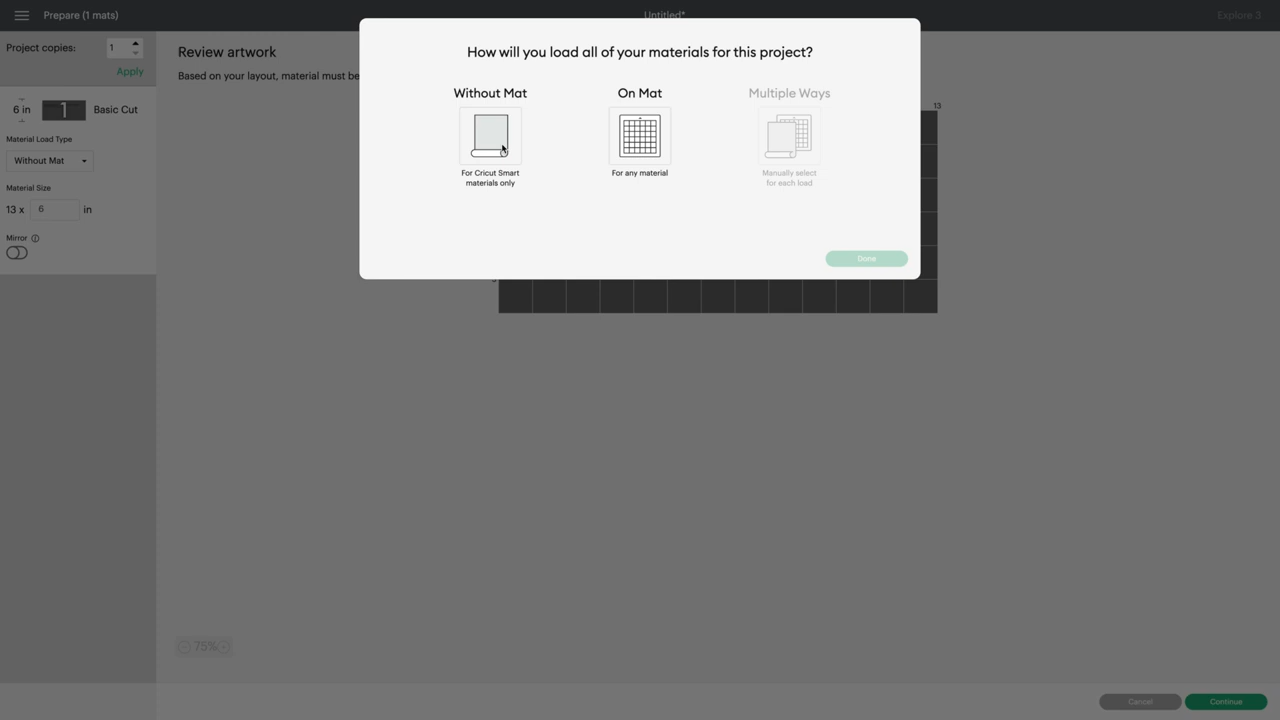 Prepare (1 mats)
Untitled*
Explore 3
Project copies:
1
Apply
6 in
1
Basic Cut
Material Load Type
Without Mat
Material Size
13 x
6
in
Mirror
Review artwork
Based on your layout, material must be
13
How will you load all of your materials for this project?
Without Mat
For Cricut Smart
materials only
On Mat
For any material
Multiple Ways
Manually select
for each load
Done
75%
Cancel
Continue